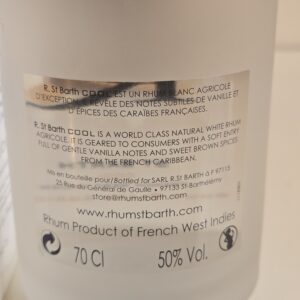 R. St Barth COOL EST UN RHUM BLANC AGRICOLE
D'EXCEPTION. IL RÉVÈLE DES NOTES SUBTILES DE VANILLE ET
D'ÉPICES DES CARAÏBES FRANÇAISES.
R. St Barth COOL IS A WORLD CLASS NATURAL WHITE RHUM
AGRICOLE. IT IS GEARED TO CONSUMERS WITH A SOFT ENTRY
FULL OF GENTLE VANILLA NOTES AND SWEET BROWN SPICES
FROM THE FRENCH CARIBBEAN.
Mis en bouteille pour/Bottled for SARL R.St BARTH à F97115
25 Rue du Général de Gaulle • 97133 St-Barthélémy
store@rhumstbarth.com
www.rhumstbarth.com
Rhum Product of French West Indies
70 Cl 50% Vol.